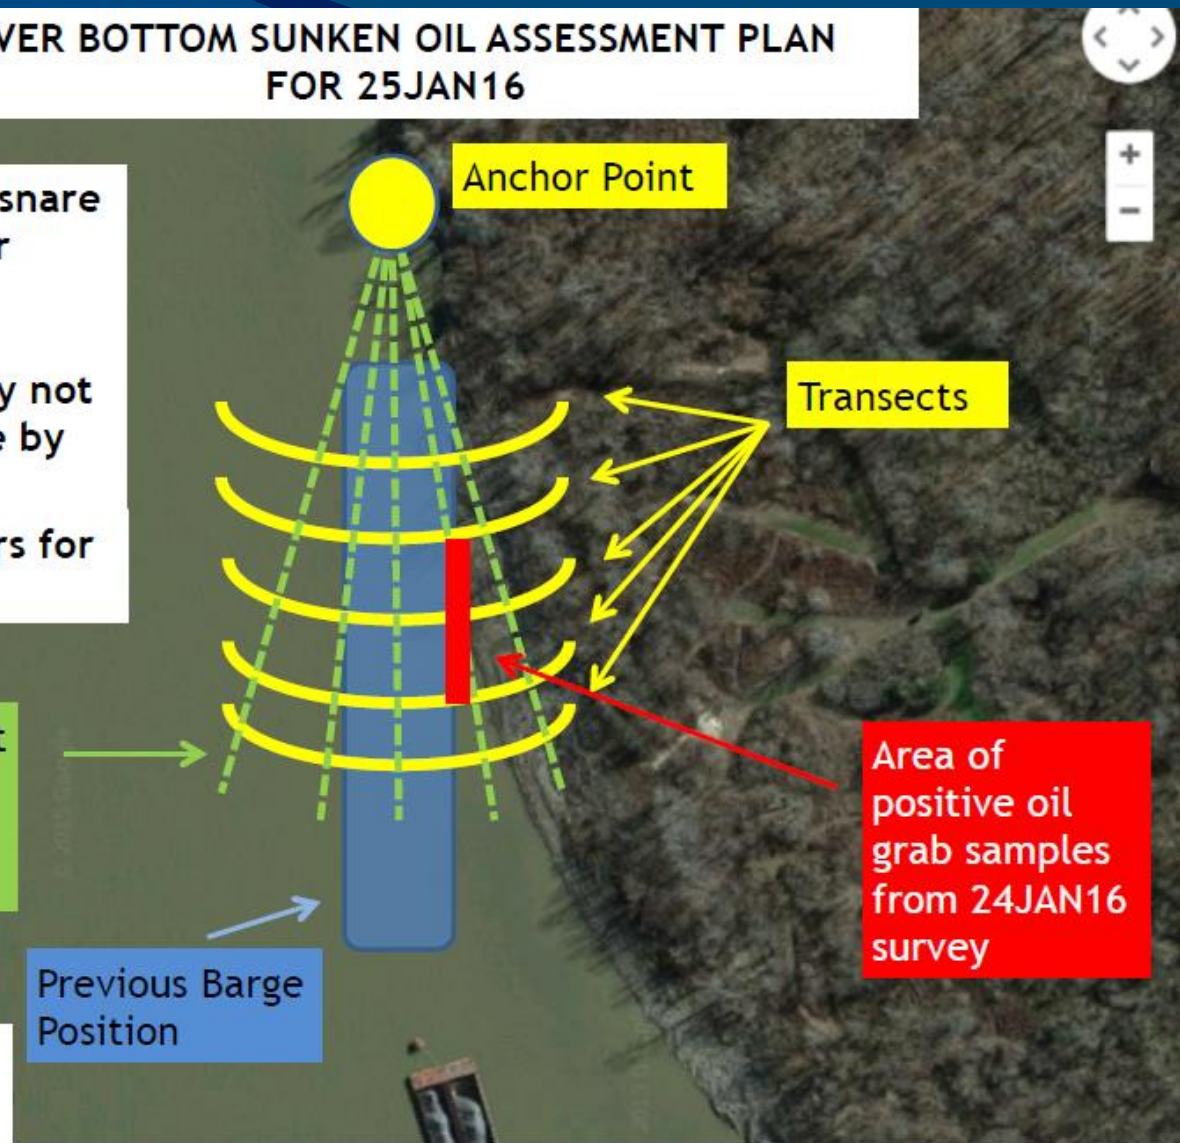 VER BOTTOM SUNKEN OIL ASSESSMENT PLAN
FOR 25JAN16
Anchor Point
snare
r
y not
e by
rs for
Transects
t
Area of
positive oil
grab samples
from 24JAN16
survey
Previous Barge
Position
+
-